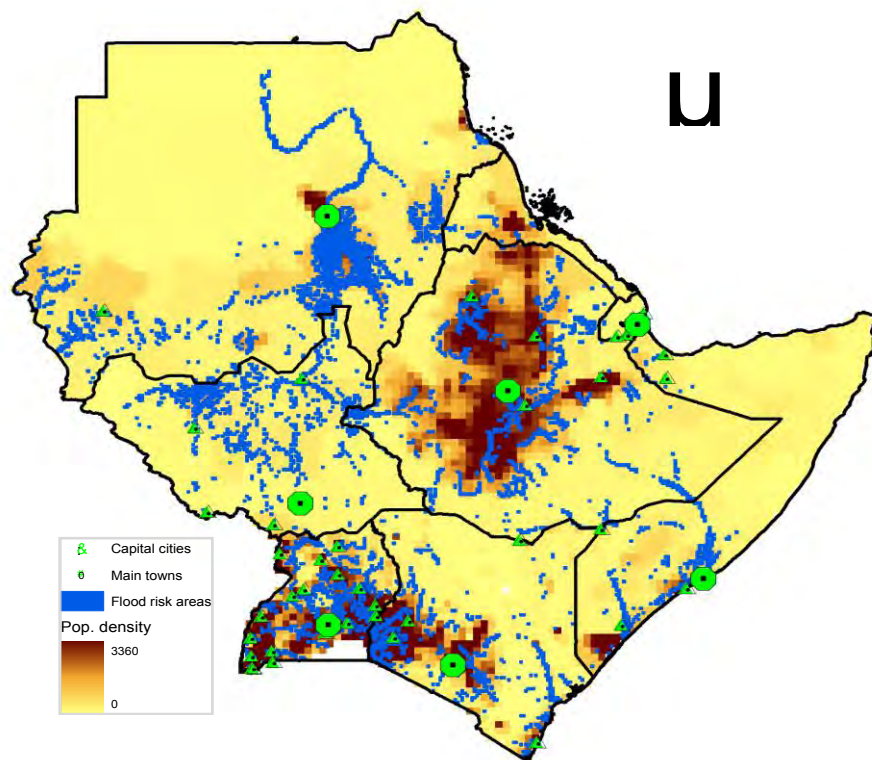 u
Capital cities
Main towns
Flood risk areas
Pop. density
3360
0